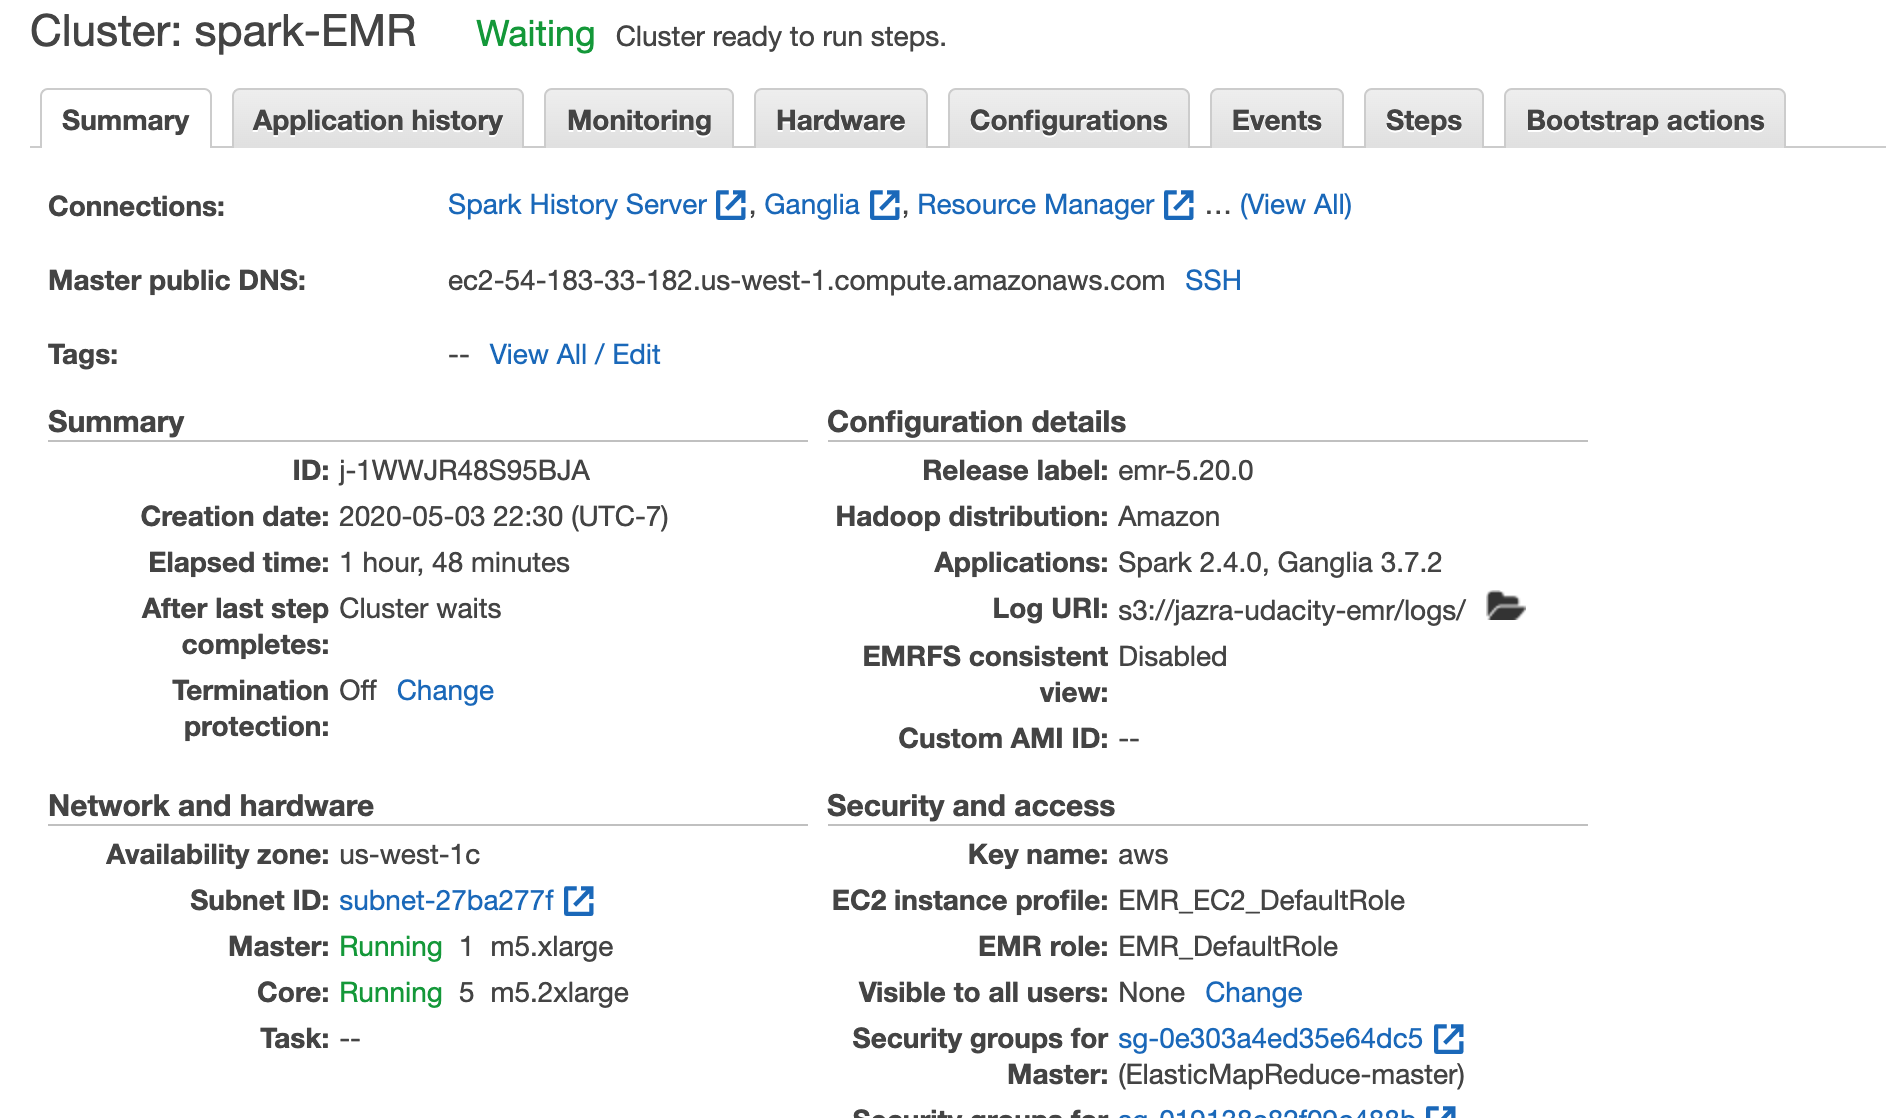 Cluster: spark-EMR Waiting Cluster ready to run steps.
Summary Application history Monitoring Hardware Configurations Events Steps Bootstrap actions
Connections: Spark History Server, Ganglia, Resource Manager ... (View All)
Master public DNS: ec2-54-183-33-182.us-west-1.compute.amazonaws.com SSH
Tags: -- View All / Edit
Summary
ID: j-1WWJR48S95BJA
Creation date: 2020-05-03 22:30 (UTC-7)
Elapsed time: 1 hour, 48 minutes
After last step Cluster waits
completes:
Termination Off Change
protection:
Configuration details
Release label: emr-5.20.0
Hadoop distribution: Amazon
Applications: Spark 2.4.0, Ganglia 3.7.2
Log URI: s3://jazra-udacity-emr/logs/
EMRFS consistent Disabled
view:
Custom AMI ID: --
Network and hardware
Availability zone: us-west-1c
Subnet ID: subnet-27ba277f
Master: Running 1 m5.xlarge
Core: Running 5 m5.2xlarge
Task: --
Security and access
Key name: aws
EC2 instance profile: EMR_EC2_DefaultRole
EMR role: EMR_DefaultRole
Visible to all users: None Change
Security groups for sg-0e303a4ed35e64dc5
Master: (ElasticMapReduce-master)
Security groups for